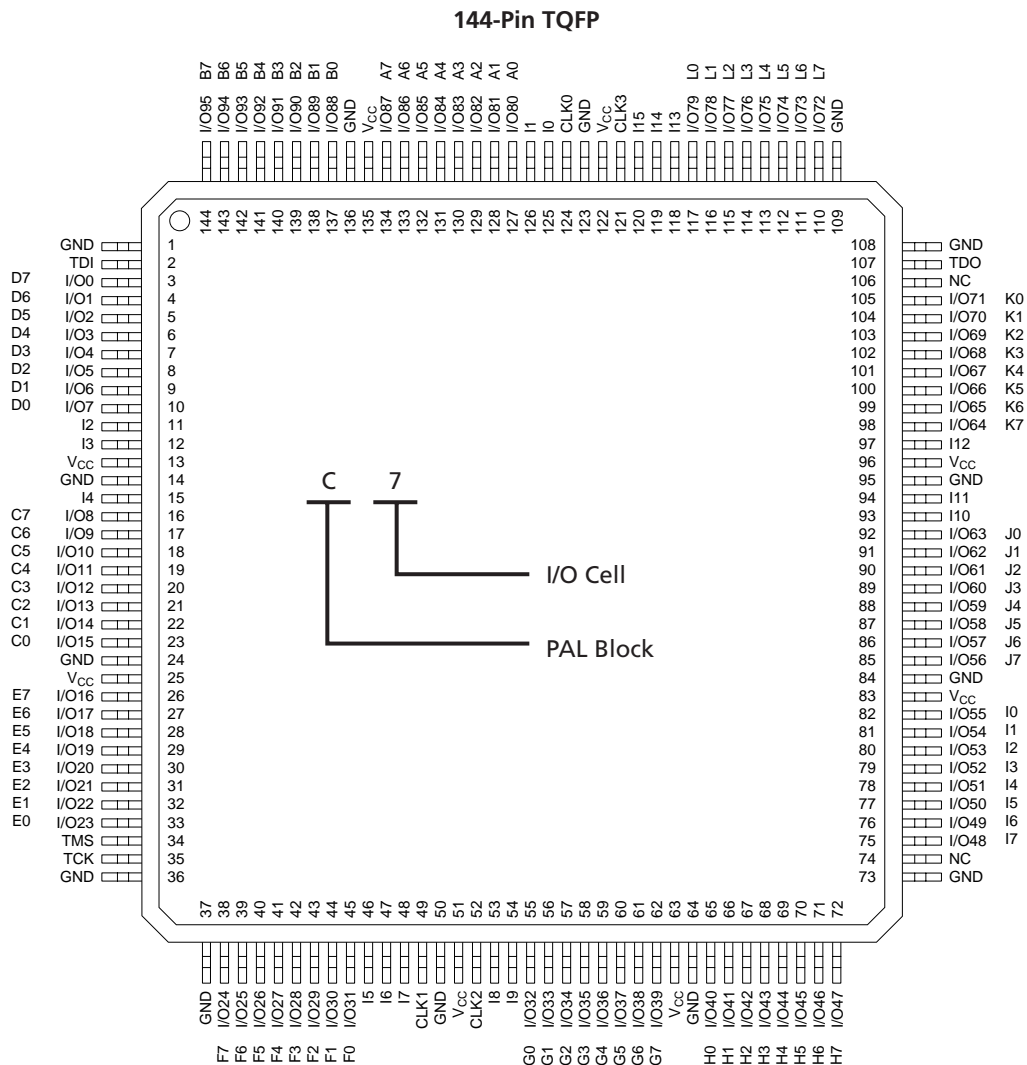 144-Pin TQFP
B7 B6 B5 B4 B3 B2 B1 B0 A7 A6 A5 A4 A3 A2 A1 A0 L0 L1 L2 L3 L4 L5 L6 L7
I/O95 I/O94 I/O93 I/O92 I/O91 I/O90 I/O89 I/O88 GND VCC I/O87 I/O86 I/O85 I/O84 I/O83 I/O82 I/O81 I/O80 I1 I0 CLK0 GND VCC CLK3 I15 I14 I13 I/O79 I/O78 I/O77 I/O76 I/O75 I/O74 I/O73 I/O72 GND
144 143 142 141 140 139 138 137 136 135 134 133 132 131 130 129 128 127 126 125 124 123 122 121 120 119 118 117 116 115 114 113 112 111 110 109
GND 1 108 GND
TDI 2 107 TDO
D7 I/O0 3 106 NC
D6 I/O1 4 105 I/O71 K0
D5 I/O2 5 104 I/O70 K1
D4 I/O3 6 103 I/O69 K2
D3 I/O4 7 102 I/O68 K3
D2 I/O5 8 101 I/O67 K4
D1 I/O6 9 100 I/O66 K5
D0 I/O7 10 99 I/O65 K6
I2 11 98 I/O64 K7
I3 12 97 I12
VCC 13 96 VCC
GND 14 C 7 95 GND
I4 15 94 I11
C7 I/O8 16 93 I10
C6 I/O9 17 92 I/O63 J0
C5 I/O10 18 91 I/O62 J1
C4 I/O11 19 I/O Cell 90 I/O61 J2
C3 I/O12 20 89 I/O60 J3
C2 I/O13 21 88 I/O59 J4
C1 I/O14 22 87 I/O58 J5
C0 I/O15 23 PAL Block 86 I/O57 J6
GND 24 85 I/O56 J7
VCC 25 84 GND
E7 I/O16 26 83 VCC
E6 I/O17 27 82 I/O55 I0
E5 I/O18 28 81 I/O54 I1
E4 I/O19 29 80 I/O53 I2
E3 I/O20 30 79 I/O52 I3
E2 I/O21 31 78 I/O51 I4
E1 I/O22 32 77 I/O50 I5
E0 I/O23 33 76 I/O49 I6
TMS 34 75 I/O48 I7
TCK 35 74 NC
GND 36 73 GND
37 38 39 40 41 42 43 44 45 46 47 48 49 50 51 52 53 54 55 56 57 58 59 60 61 62 63 64 65 66 67 68 69 70 71 72
GND I/O24 I/O25 I/O26 I/O27 I/O28 I/O29 I/O30 I/O31 I5 I6 I7 CLK1 GND VCC CLK2 I8 I9 I/O32 I/O33 I/O34 I/O35 I/O36 I/O37 I/O38 I/O39 VCC GND I/O40 I/O41 I/O42 I/O43 I/O44 I/O45 I/O46 I/O47
F7 F6 F5 F4 F3 F2 F1 F0 G0 G1 G2 G3 G4 G5 G6 G7 H0 H1 H2 H3 H4 H5 H6 H7